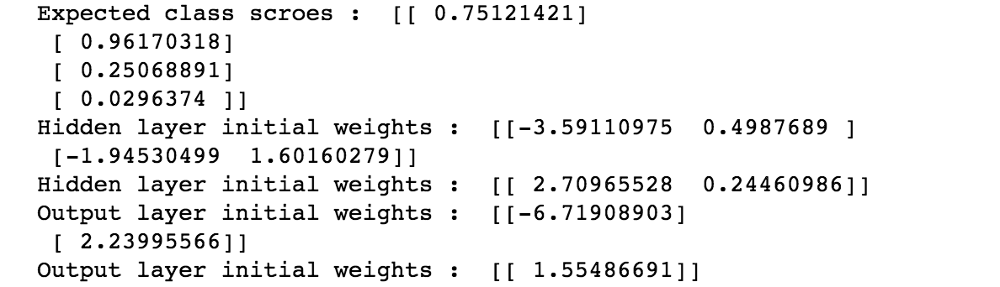 Expected class scroes :  [[ 0.75121421]
 [ 0.96170318]
 [ 0.25068891]
 [ 0.0296374 ]]
Hidden layer initial weights :  [[-3.59110975  0.4987689 ]
 [-1.94530499  1.60160279]]
Hidden layer initial weights :  [[ 2.70965528  0.24460986]]
Output layer initial weights :  [[-6.71908903]
 [ 2.23995566]]
Output layer initial weights :  [[ 1.55486691]]